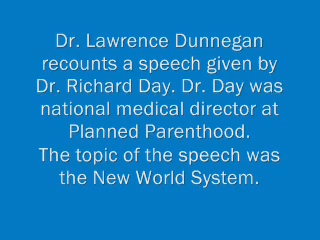 Dr. Lawrence Dunnegan
recounts a speech given by
Dr. Richard Day. Dr. Day was
national medical director at
Planned Parenthood.
The topic of the speech was
the New World System.